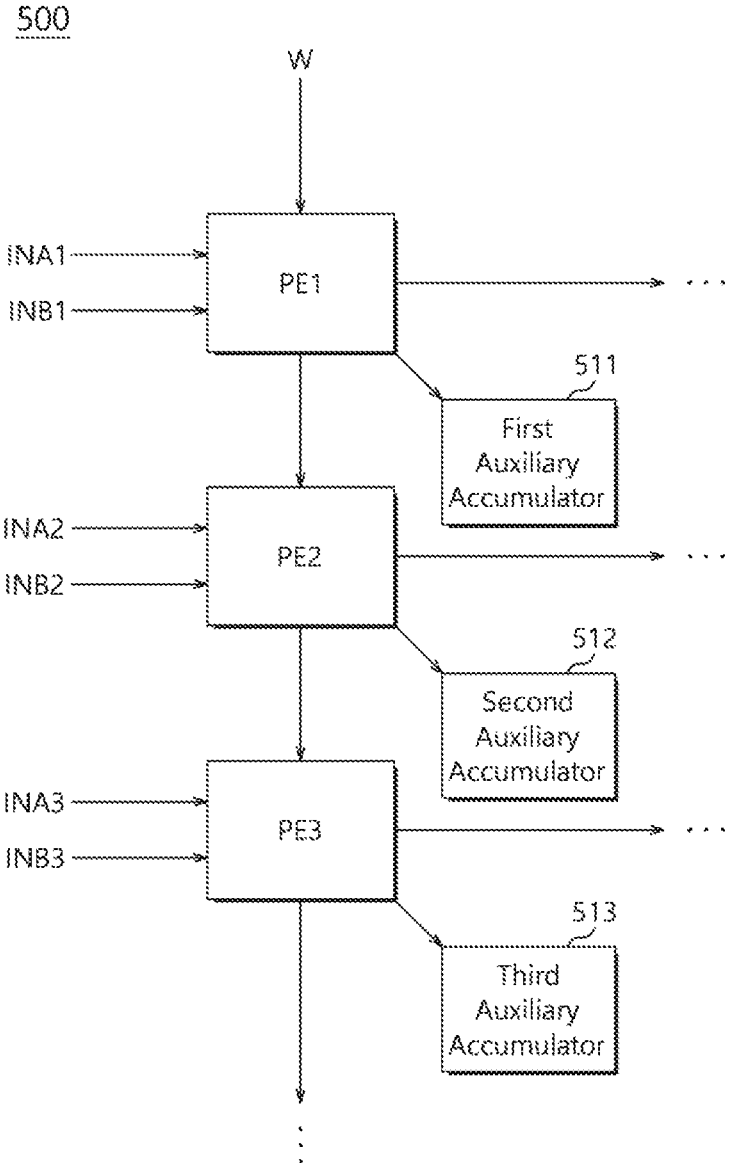 500
W
INA1
INB1
PE1
. . .
511
First
Auxiliary
Accumulator
INA2
INB2
PE2
. . .
512
Second
Auxiliary
Accumulator
INA3
INB3
PE3
. . .
513
Third
Auxiliary
Accumulator
. . .